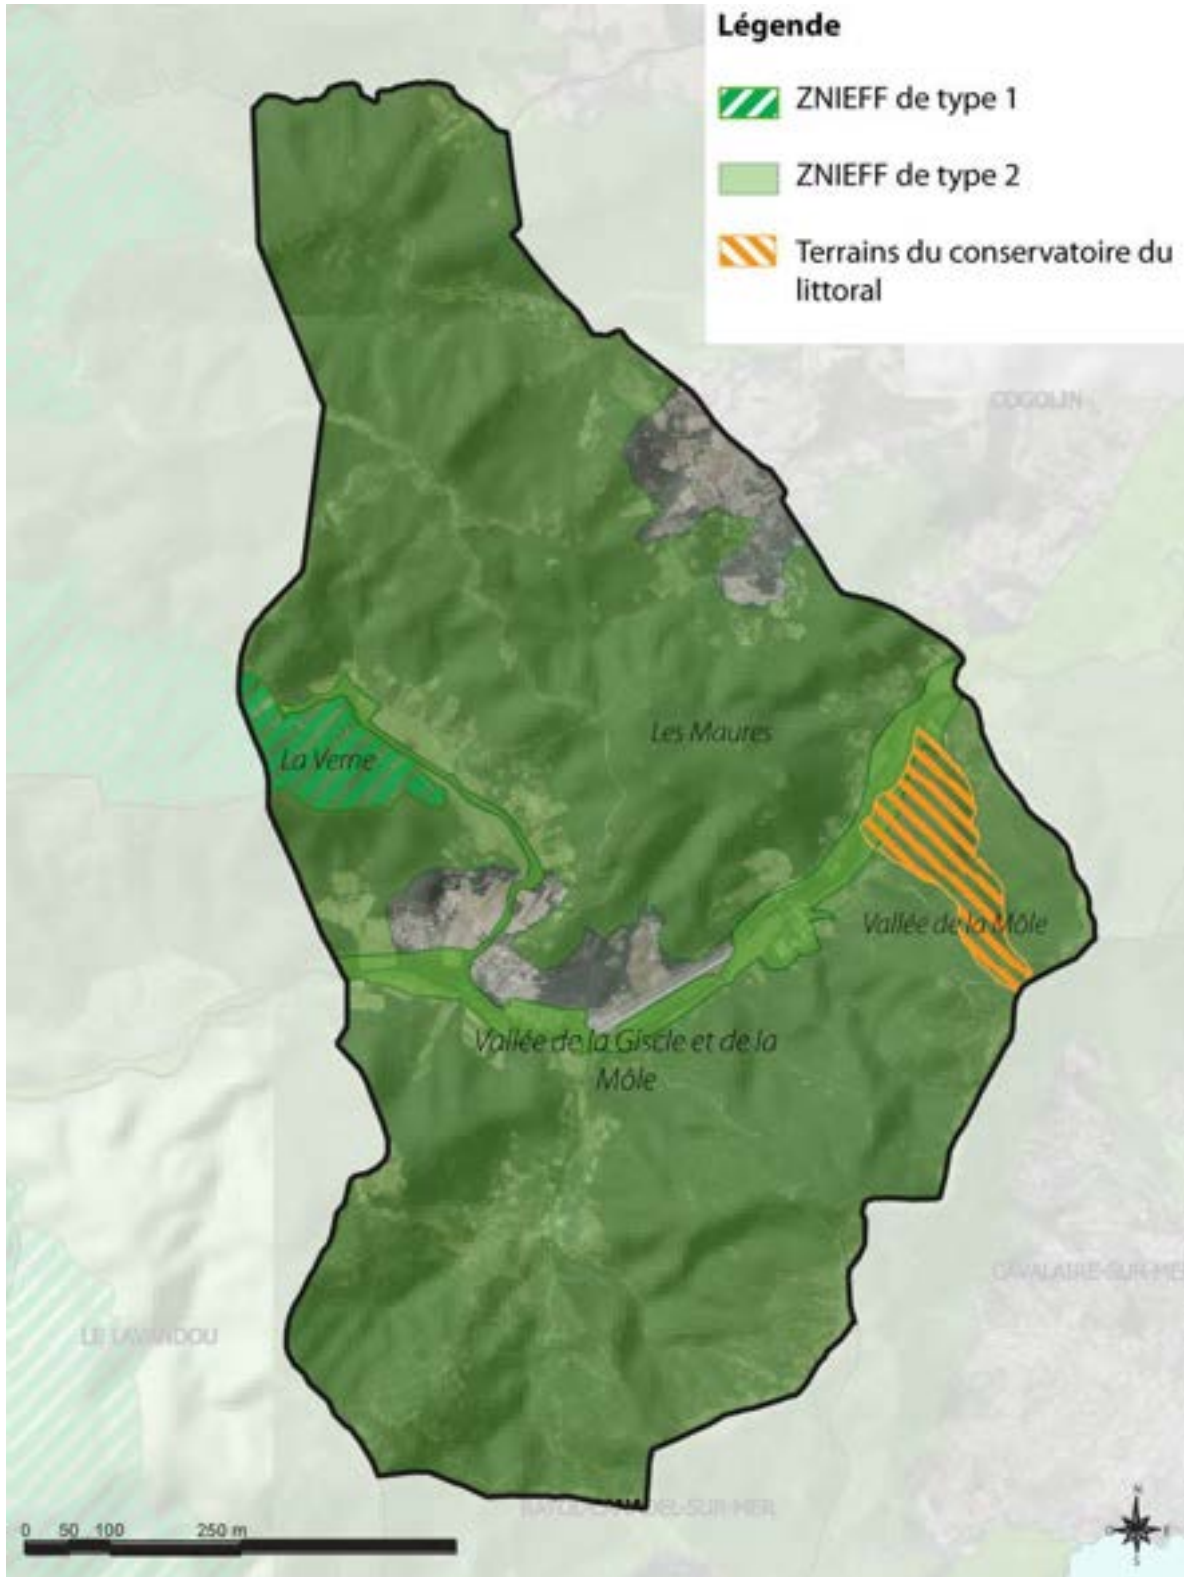 Légende
ZNIEFF de type 1
ZNIEFF de type 2
Terrains du conservatoire du
littoral
COGOLIN
Les Maures
La Verne
Vallée de la Môle
Vallée de la Giscle et de la
Môle
CAVALAIRE-SUR-MER
LE LAVANDOU
0 50 100 250 m
N
O E
S